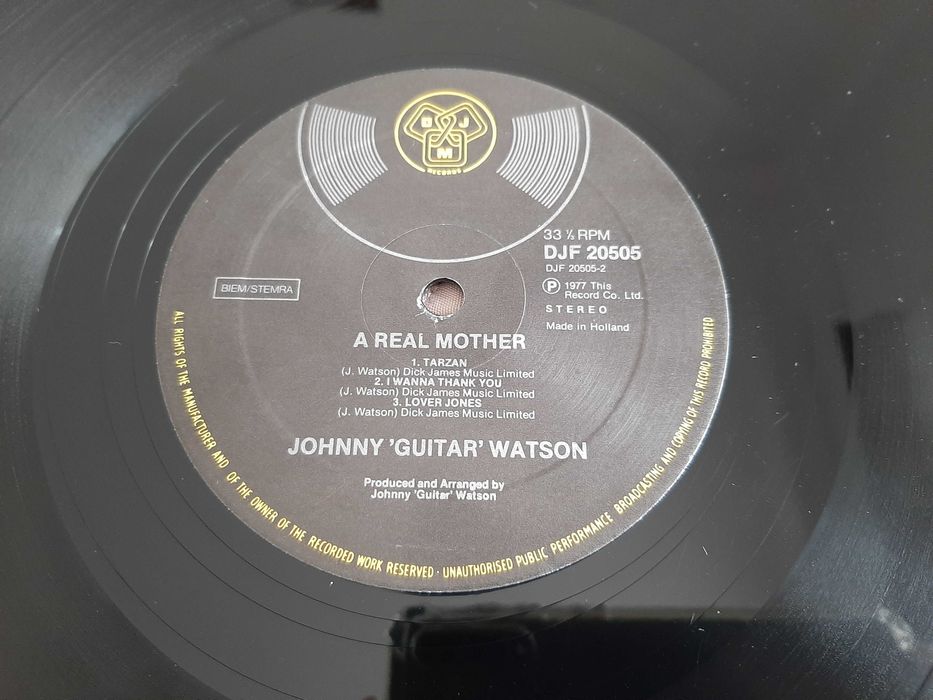 D J
M
RECORDS
33 ⅓ RPM
DJF 20505
DJF 20505-2
Ⓟ 1977 This
Record Co. Ltd.
STEREO
Made in Holland
BIEM/STEMRA
A REAL MOTHER
1. TARZAN
(J. Watson) Dick James Music Limited
2. I WANNA THANK YOU
(J. Watson) Dick James Music Limited
3. LOVER JONES
(J. Watson) Dick James Music Limited
JOHNNY 'GUITAR' WATSON
Produced and Arranged by
Johnny 'Guitar' Watson
ALL RIGHTS OF THE MANUFACTURER AND OF THE OWNER OF THE RECORDED WORK RESERVED · UNAUTHORISED PUBLIC PERFORMANCE BROADCASTING AND COPYING OF THIS RECORD PROHIBITED